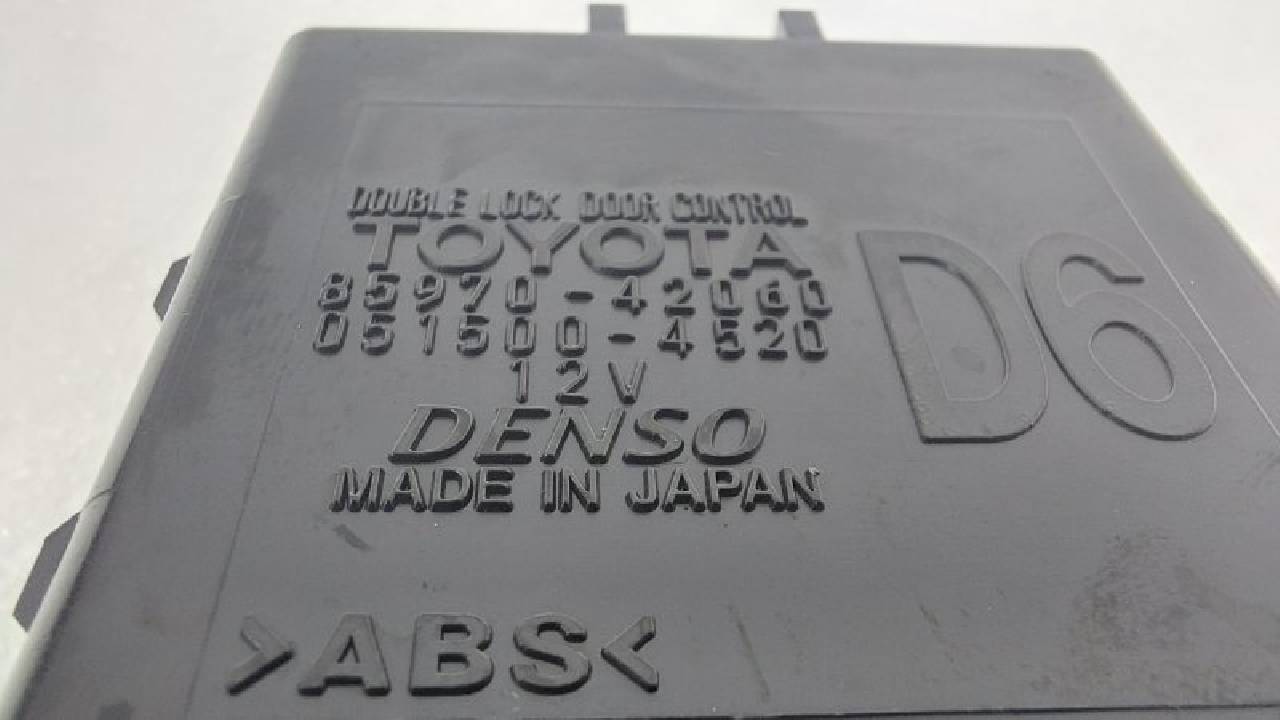 DOUBLE LOCK DOOR CONTROL
TOYOTA
85970-42060
051500-4520
12V
DENSO
MADE IN JAPAN
D6
>ABS<